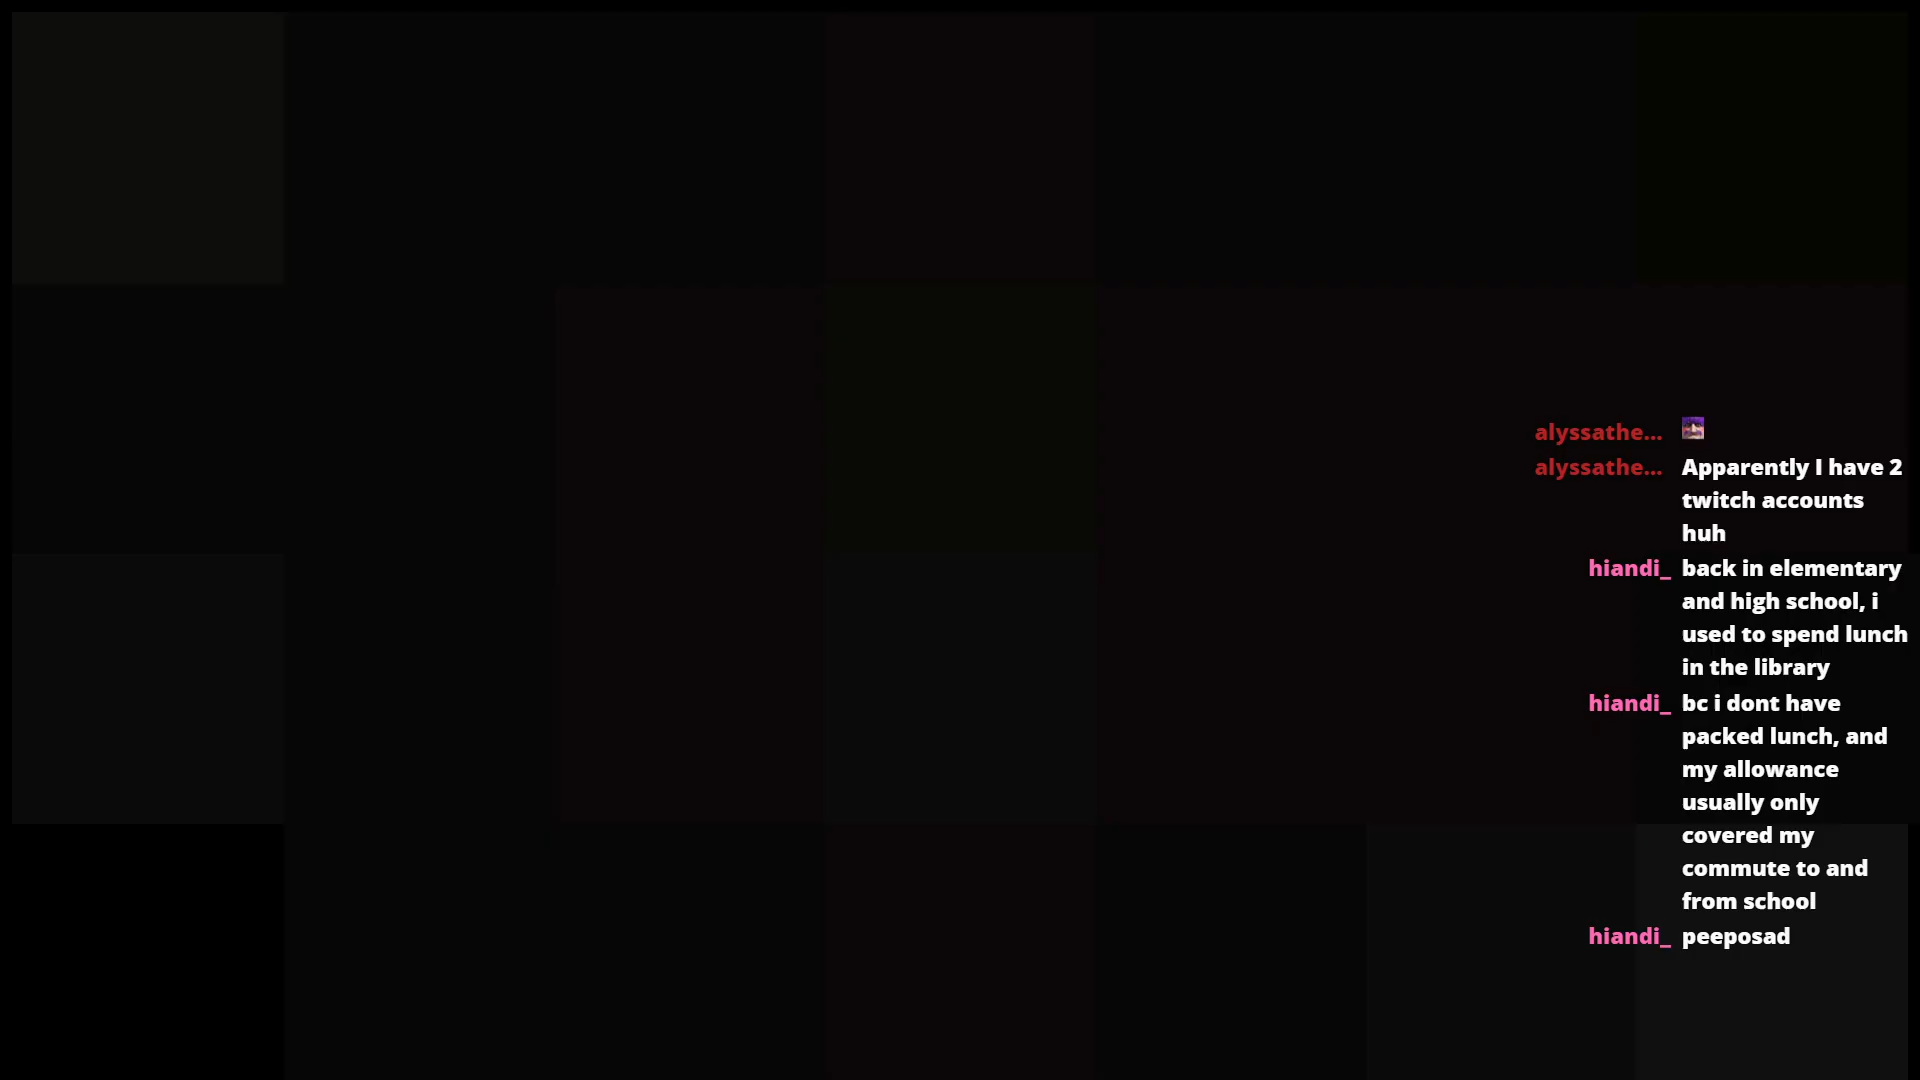 alyssathe...
alyssathe... Apparently I have 2
twitch accounts
huh
hiandi_ back in elementary
and high school, i
used to spend lunch
in the library
hiandi_ bc i dont have
packed lunch, and
my allowance
usually only
covered my
commute to and
from school
hiandi_ peeposad